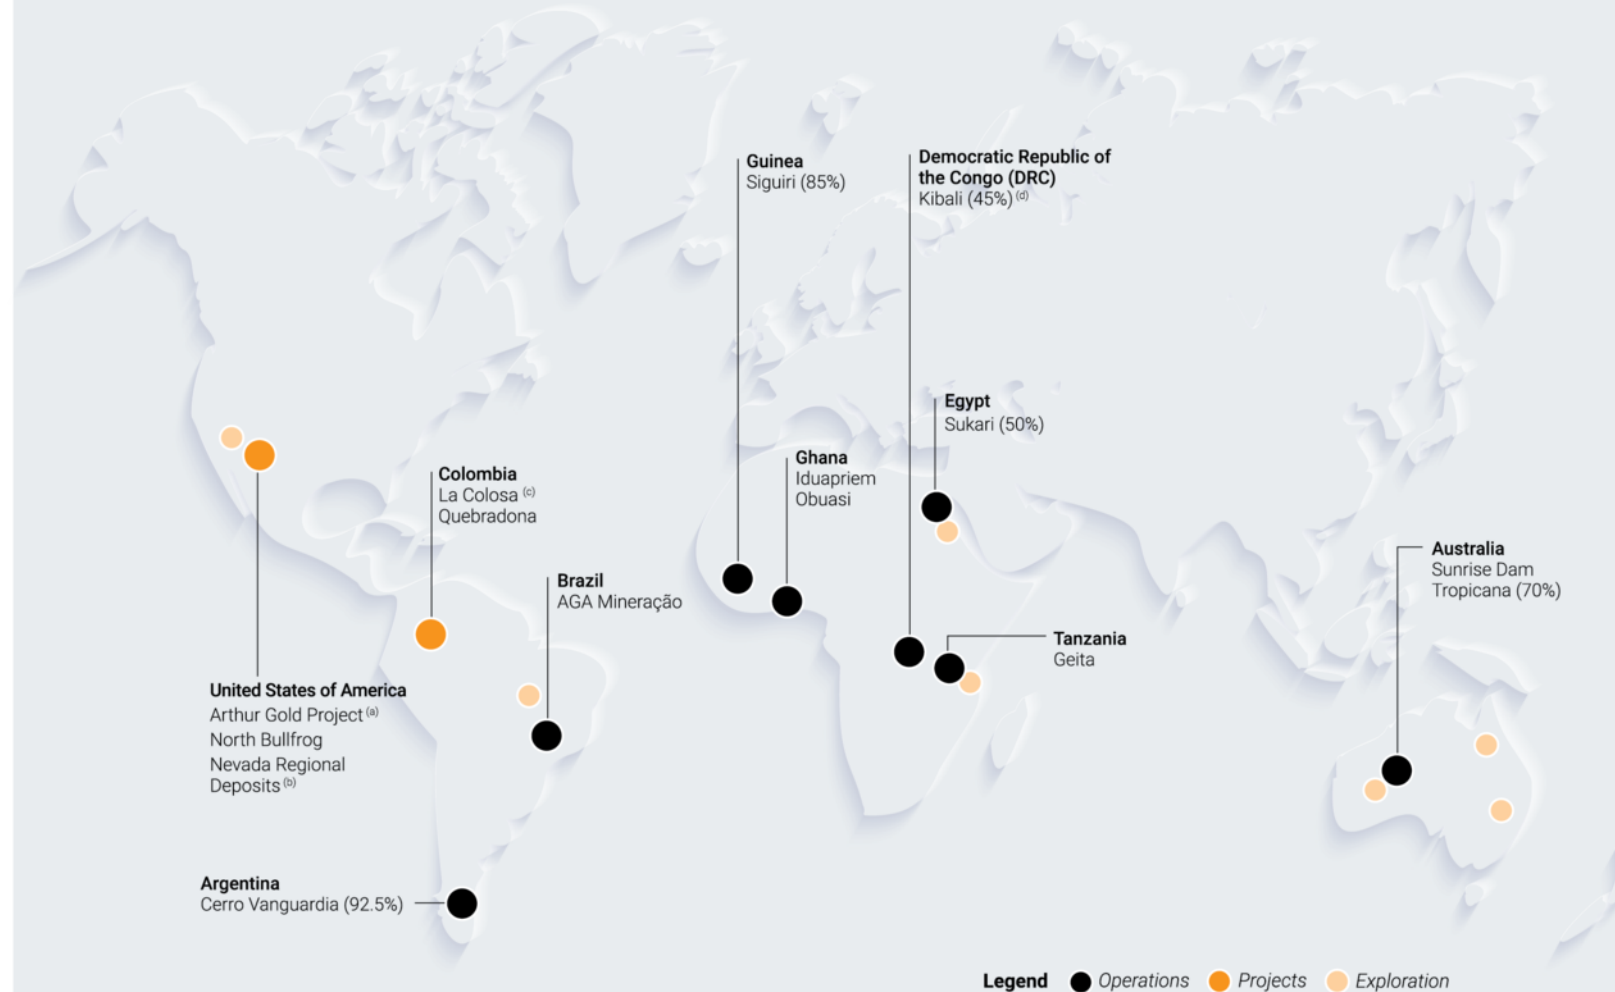 Guinea
Siguiri (85%)
Democratic Republic of
the Congo (DRC)
Kibali (45%) (d)
Egypt
Sukari (50%)
Ghana
Iduapriem
Obuasi
Colombia
La Colosa (c)
Quebradona
Brazil
AGA Mineração
Australia
Sunrise Dam
Tropicana (70%)
Tanzania
Geita
United States of America
Arthur Gold Project (a)
North Bullfrog
Nevada Regional
Deposits (b)
Argentina
Cerro Vanguardia (92.5%)
Legend Operations Projects Exploration